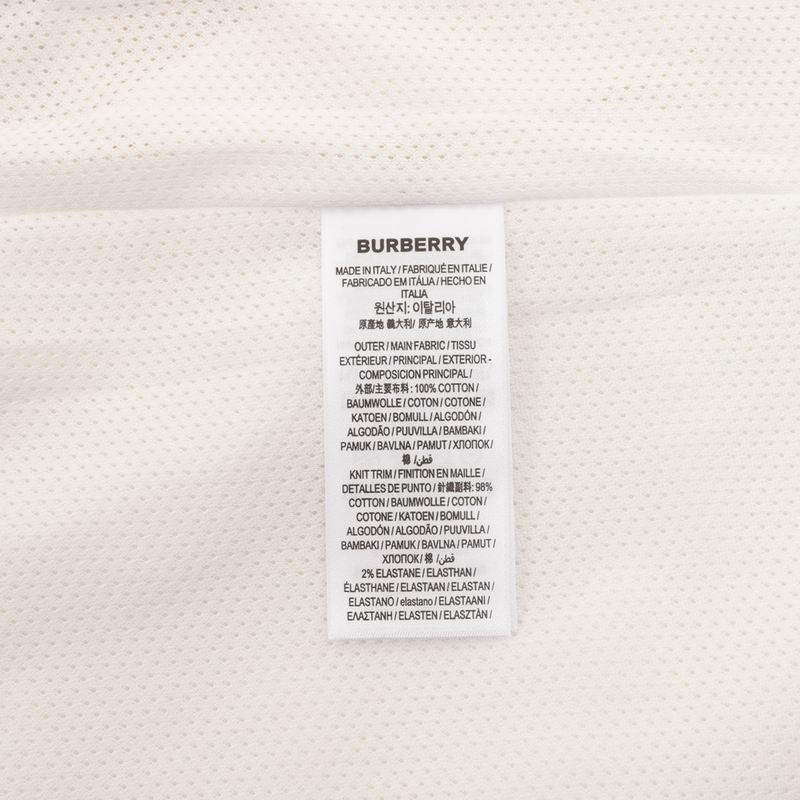 BURBERRY
MADE IN ITALY / FABRIQUÉ EN ITALIE /
FABRICADO EM ITÁLIA / HECHO EN
ITALIA
원산지: 이탈리아
原產地 義大利/ 原产地 意大利
OUTER / MAIN FABRIC / TISSU
EXTÉRIEUR / PRINCIPAL / EXTERIOR -
COMPOSICION PRINCIPAL /
外部/主要布料: 100% COTTON /
BAUMWOLLE / COTON / COTONE /
KATOEN / BOMULL / ALGODÓN /
ALGODÃO / PUUVILLA / BAMBAKI /
PAMUK / BAVLNA / PAMUT / ХЛОПОК /
棉 / قطن /
KNIT TRIM / FINITION EN MAILLE /
DETALLES DE PUNTO / 針織副料: 98%
COTTON / BAUMWOLLE / COTON /
COTONE / KATOEN / BOMULL /
ALGODÓN / ALGODÃO / PUUVILLA /
BAMBAKI / PAMUK / BAVLNA / PAMUT /
ХЛОПОК / 棉 / قطن /
2% ELASTANE / ELASTHAN /
ÉLASTHANE / ELASTAAN / ELASTAN /
ELASTANO / elastano / ELASTAANI /
ΕΛΑΣΤΑΝΗ / ELASTEN / ELASZTÁN /